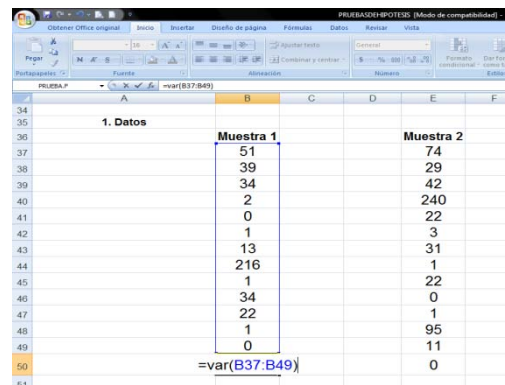 PRUEBASDEHIPOTESIS [Modo de compatibilidad] -
Obtener Office original Inicio Insertar Diseño de página Fórmulas Datos Revisar Vista
Pegar
16
N K S
Ajustar texto
Combinar y centrar
General
Formato condicional
Dar for
como t
Portapapeles Fuente Alineación Número Estilo
PRUEBA.F =var(B37:B49)
A B C D E F
34
35 1. Datos
36 Muestra 1 Muestra 2
37 51 74
38 39 29
39 34 42
40 2 240
41 0 22
42 1 3
43 13 31
44 216 1
45 1 22
46 34 0
47 22 1
48 1 95
49 0 11
50 =var(B37:B49) 0
51